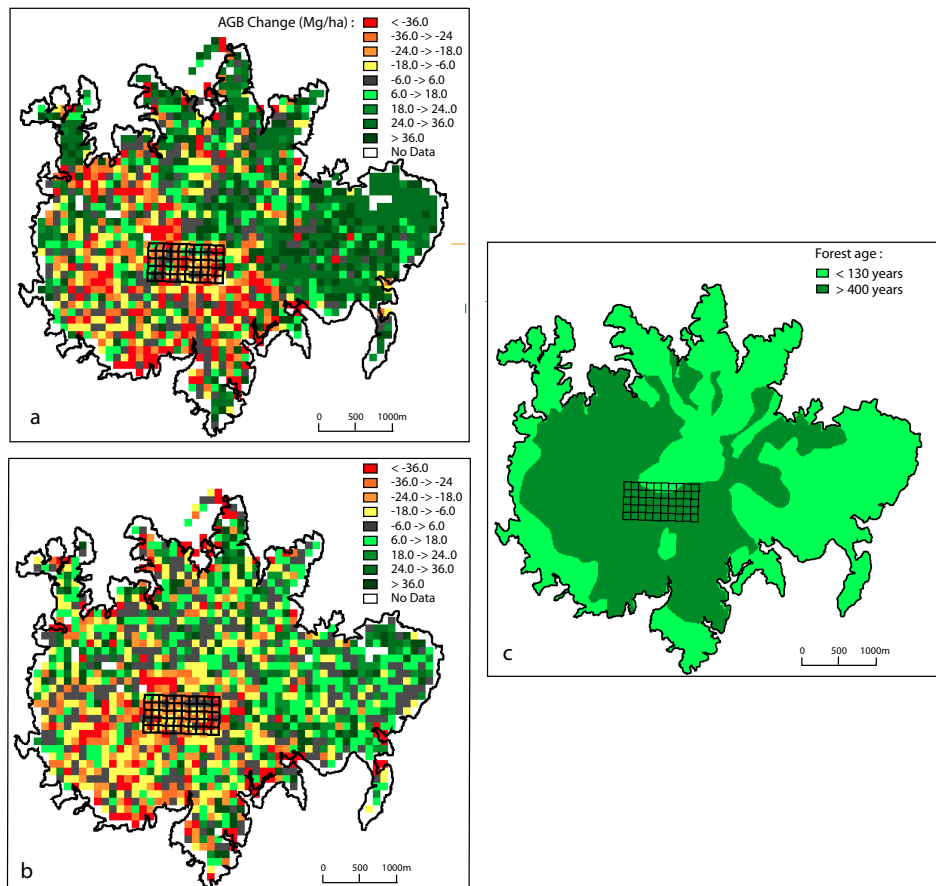 AGB Change (Mg/ha) :
< -36.0
-36.0 -> -24
-24.0 -> -18.0
-18.0 -> -6.0
-6.0 -> 6.0
6.0 -> 18.0
18.0 -> 24.0
24.0 -> 36.0
> 36.0
No Data
a
0 500 1000m
< -36.0
-36.0 -> -24
-24.0 -> -18.0
-18.0 -> -6.0
-6.0 -> 6.0
6.0 -> 18.0
18.0 -> 24.0
24.0 -> 36.0
> 36.0
No Data
b
0 500 1000m
Forest age :
< 130 years
> 400 years
c
0 500 1000m